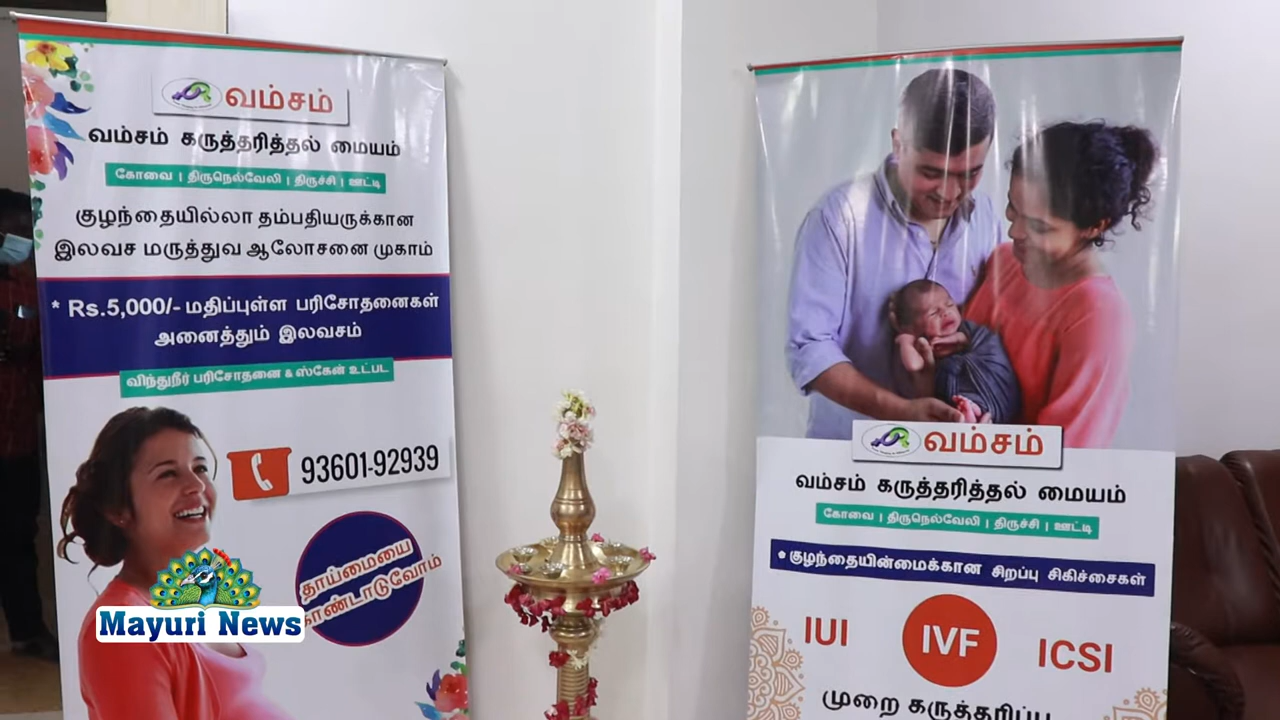 வம்சம்
வம்சம் கருத்தரித்தல் மையம்
கோவை | திருநெல்வேலி | திருச்சி | ஊட்டி
குழந்தையில்லா தம்பதியருக்கான
இலவச மருத்துவ ஆலோசனை முகாம்
* Rs.5,000/- மதிப்புள்ள பரிசோதனைகள்
அனைத்தும் இலவசம்
விந்துநீர் பரிசோதனை & ஸ்கேன் உட்பட
93601-92939
தாய்மையை
கொண்டாடுவோம்
Mayuri News
வம்சம்
வம்சம் கருத்தரித்தல் மையம்
கோவை | திருநெல்வேலி | திருச்சி | ஊட்டி
* குழந்தையின்மைக்கான சிறப்பு சிகிச்சைகள்
IUI IVF ICSI
முறை கருத்தரிப்பு